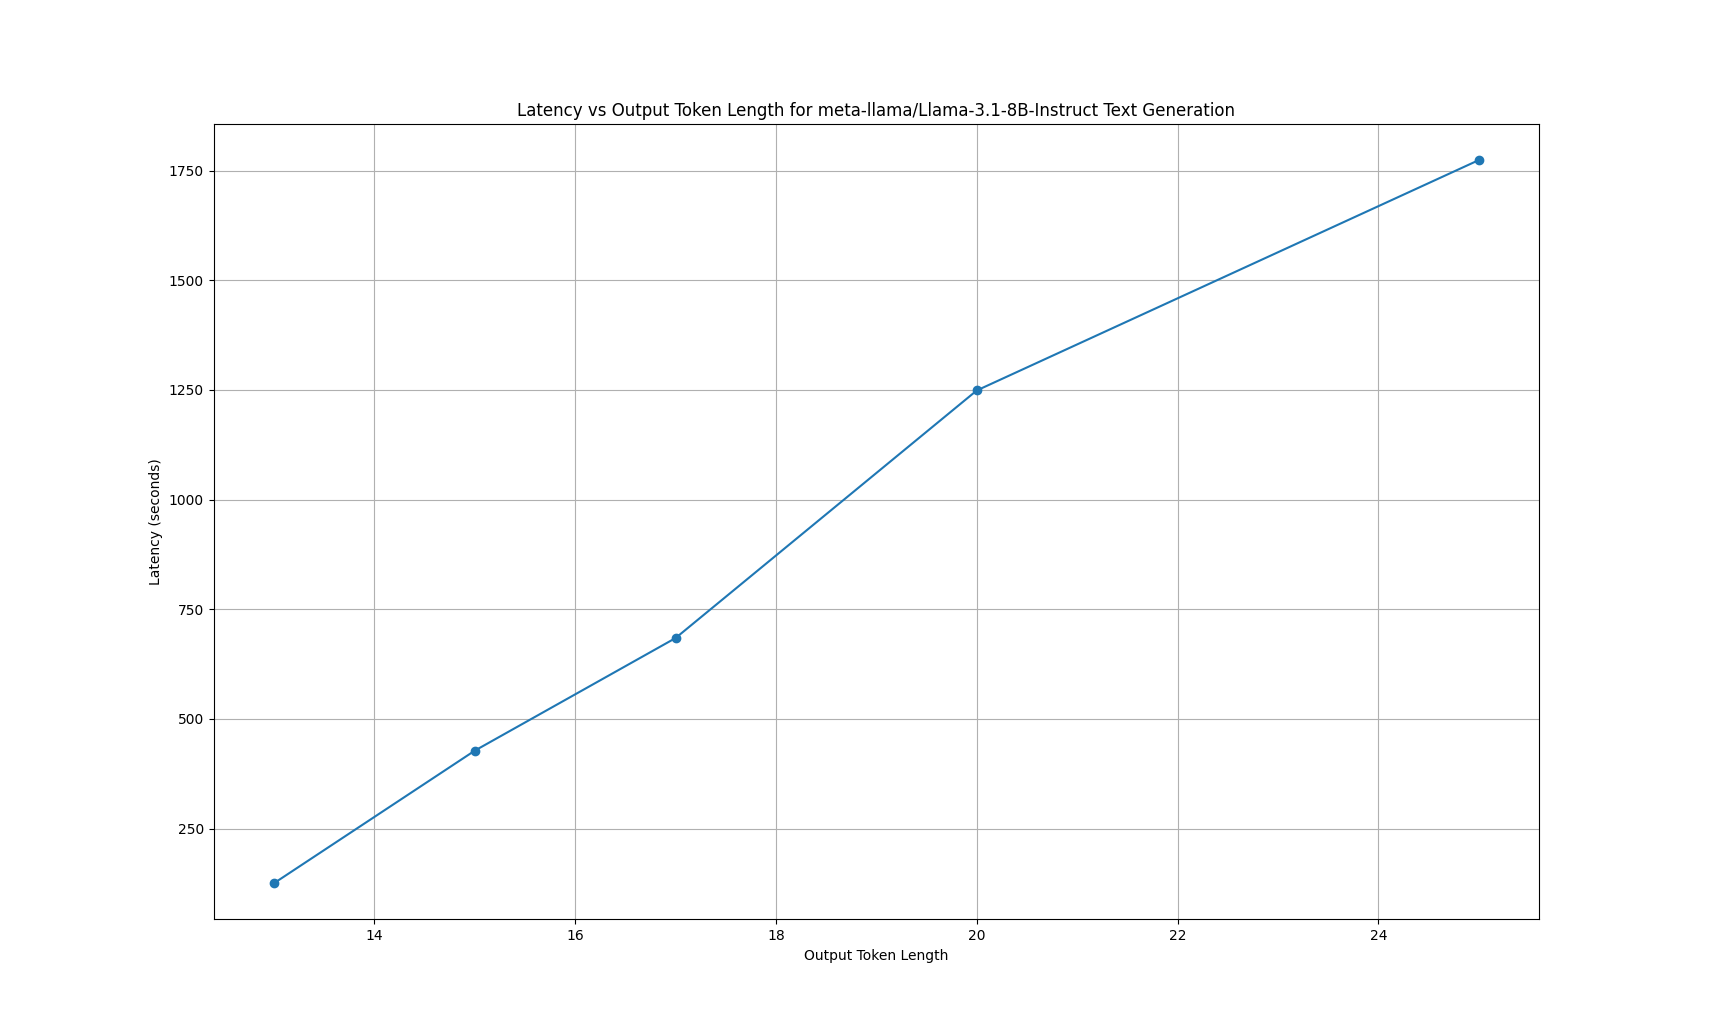 Latency vs Output Token Length for meta-llama/Llama-3.1-8B-Instruct Text Generation
1750
1500
1250
1000
750
500
250
Latency (seconds)
14 16 18 20 22 24
Output Token Length